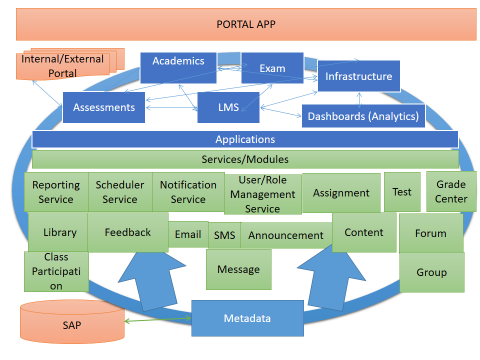 PORTAL APP
Internal/External
Portal
Academics
Exam
Infrastructure
Assessments
LMS
Dashboards (Analytics)
Applications
Services/Modules
Reporting
Service
Scheduler
Service
Notification
Service
User/Role
Management
Service
Assignment
Test
Grade
Center
Library
Feedback
Email
SMS
Announcement
Content
Forum
Class
Participati
on
Message
Group
SAP
Metadata